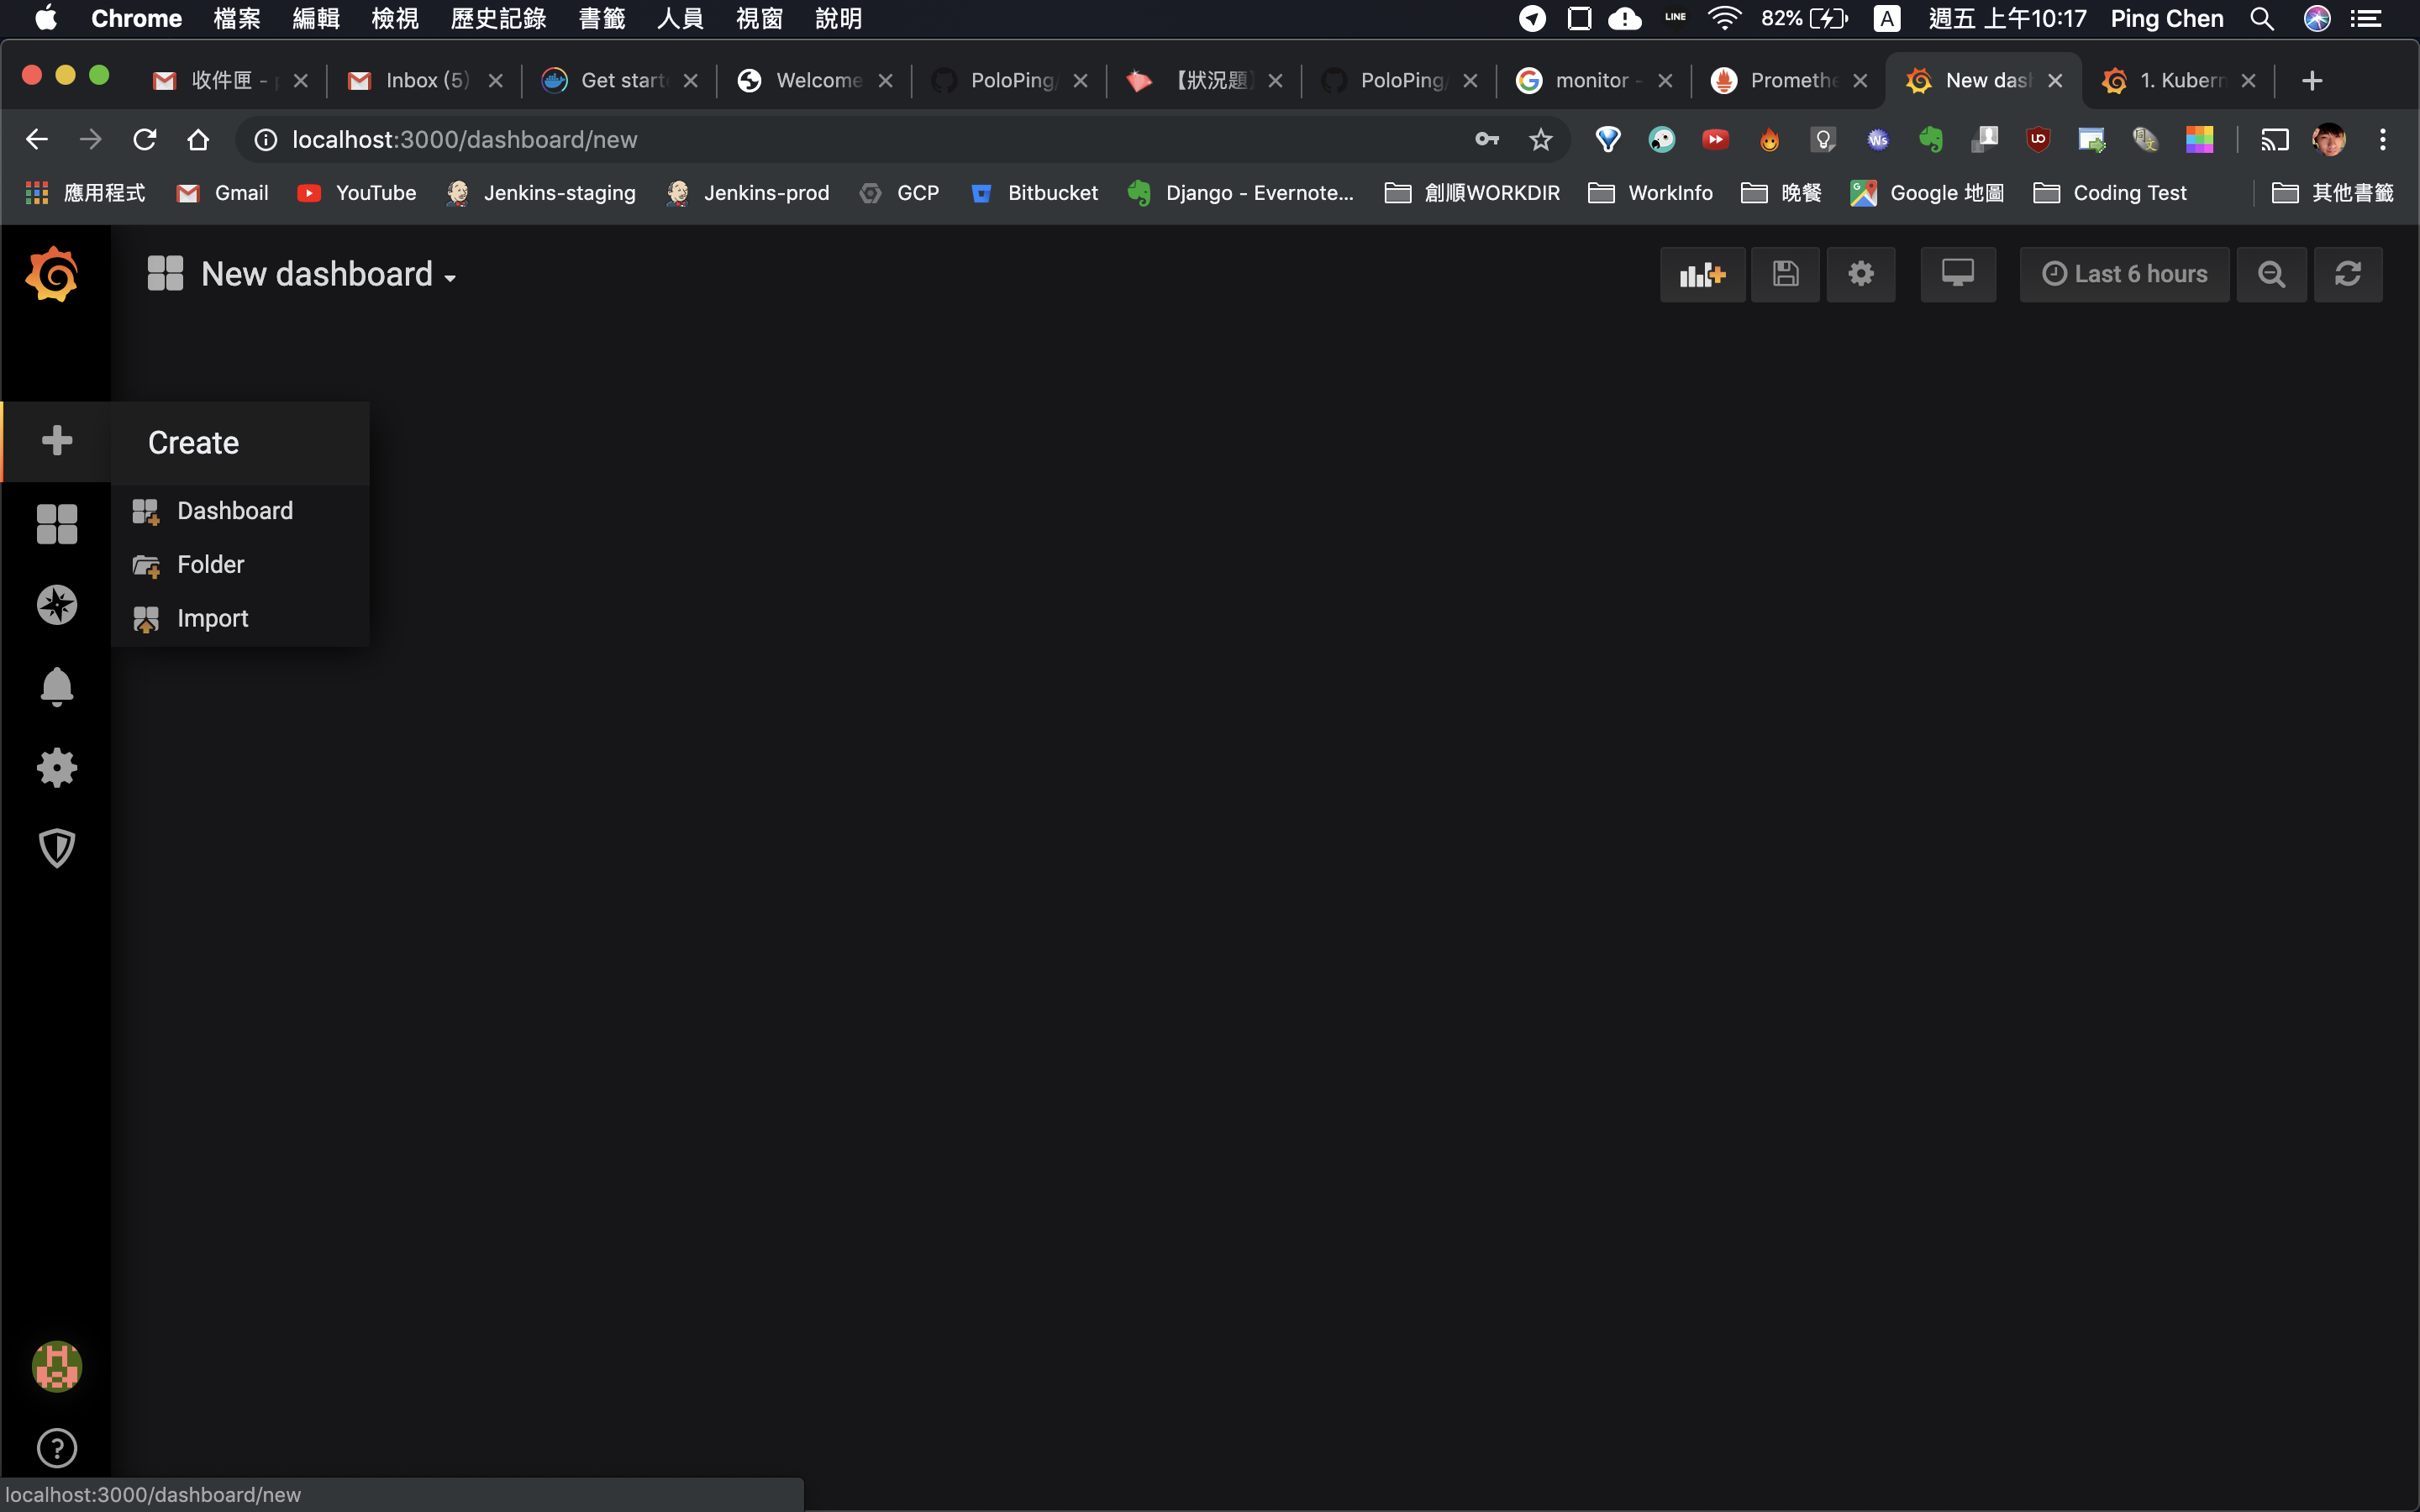 Chrome 檔案 編輯 檢視 歷史記錄 書籤 人員 視窗 說明 LINE 82% A 週五 上午10:17 Ping Chen
收件匣 - Inbox (5) Get start Welcome PoloPing/ 【狀況題】 PoloPing/ monitor - Promethe New dash 1. Kubern
localhost:3000/dashboard/new
應用程式 Gmail YouTube Jenkins-staging Jenkins-prod GCP Bitbucket Django - Evernote... 創順WORKDIR WorkInfo 晚餐 Google 地圖 Coding Test 其他書籤
New dashboard Last 6 hours
Create
Dashboard
Folder
Import
localhost:3000/dashboard/new